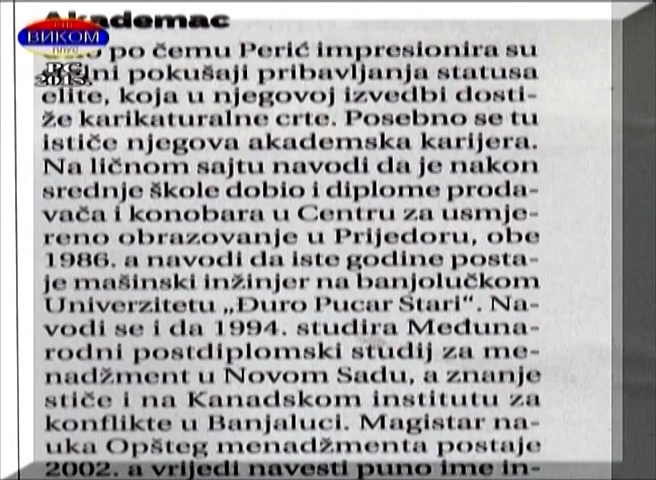 Akademac
ВИКОМ
po čemu Perić impresionira su
pokušaji pribavljanja statusa
elite, koja u njegovoj izvedbi dosti-
že karikaturalne crte. Posebno se tu
ističe njegova akademska karijera.
Na ličnom sajtu navodi da je nakon
srednje škole dobio i diplome proda-
vača i konobara u Centru za usmje-
reno obrazovanje u Prijedoru, obe
1986. a navodi da iste godine posta-
je mašinski inžinjer na banjolučkom
Univerzitetu „Đuro Pucar Stari“. Na-
vodi se i da 1994. studira Međuna-
rodni postdiplomski studij za me-
nadžment u Novom Sadu, a znanje
stiče i na Kanadskom institutu za
konflikte u Banjaluci. Magistar na-
uka Opšteg menadžmenta postaje
2002. a vrijedi navesti puno ime in-